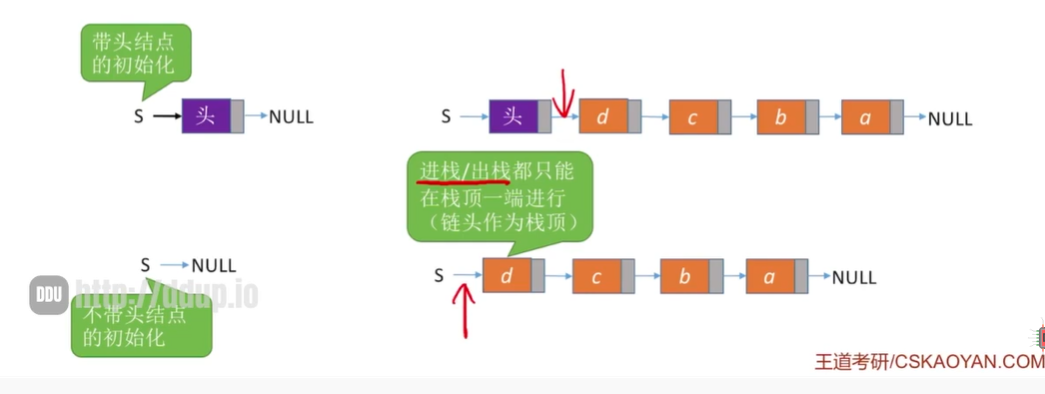 带头结点
的初始化
S 头 NULL
S 头 d c b a NULL
进栈/出栈都只能
在栈顶一端进行
（链头作为栈顶）
S NULL
S d c b a NULL
DDU http://ddup.io
不带头结点
的初始化
王道考研/CSKAOYAN.COM